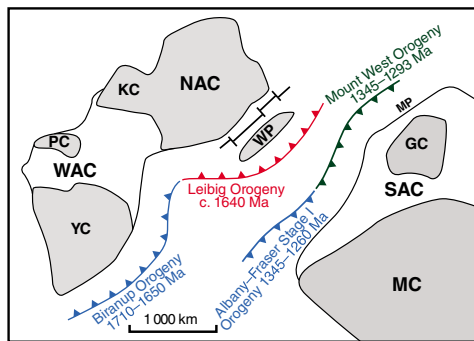 KC
NAC
PC
WAC
YC
WP
Mount West Orogeny
1345–1293 Ma
MP
GC
SAC
MC
Leibig Orogeny
c. 1640 Ma
Biranup Orogeny
1710–1650 Ma
Albany–Fraser Stage I
Orogeny 1345–1260 Ma
1 000 km